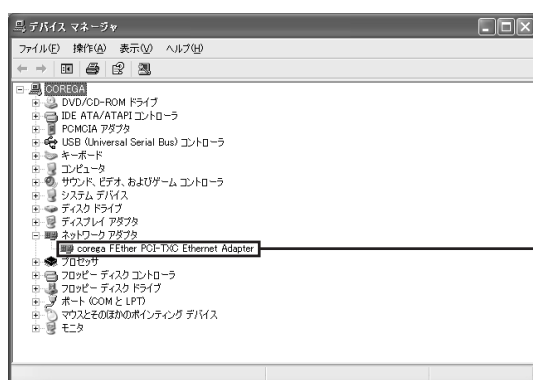 デバイス マネージャ
ファイル(F) 操作(A) 表示(V) ヘルプ(H)
COREGA
DVD/CD-ROM ドライブ
IDE ATA/ATAPI コントローラ
PCMCIA アダプタ
USB (Universal Serial Bus) コントローラ
キーボード
コンピュータ
サウンド、ビデオ、およびゲーム コントローラ
システム デバイス
ディスク ドライブ
ディスプレイ アダプタ
ネットワーク アダプタ
corega FEther PCI-TXC Ethernet Adapter
プロセッサ
フロッピー ディスク コントローラ
フロッピー ディスク ドライブ
ポート (COM と LPT)
マウスとそのほかのポインティング デバイス
モニタ